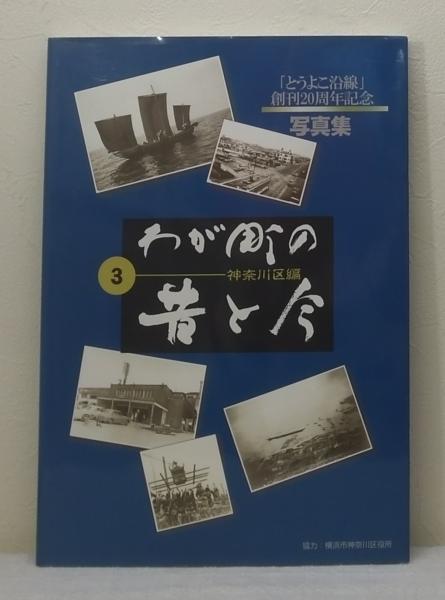 「とうよこ沿線」
創刊20周年記念
写真集
わが町の
3
神奈川区編
昔と今
協力：横浜市神奈川区役所